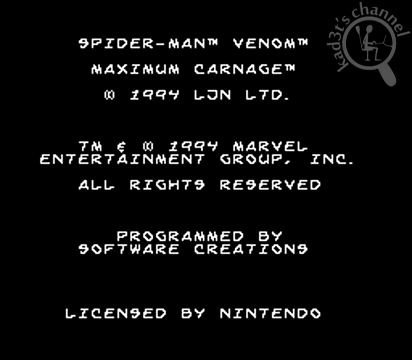 kad3r's channel
SPIDER-MAN™ VENOM™
MAXIMUM CARNAGE™
© 1994 LJN LTD.
TM & © 1994 MARVEL
ENTERTAINMENT GROUP, INC.
ALL RIGHTS RESERVED
PROGRAMMED BY
SOFTWARE CREATIONS
LICENSED BY NINTENDO